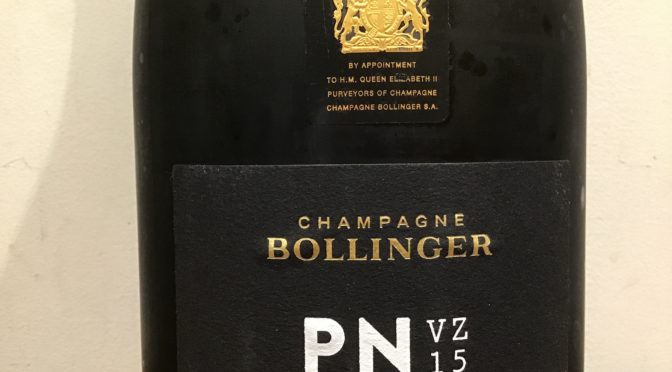 BY APPOINTMENT
TO H.M. QUEEN ELIZABETH II
PURVEYORS OF CHAMPAGNE
CHAMPAGNE BOLLINGER S.A.
CHAMPAGNE
BOLLINGER
PN VZ
15